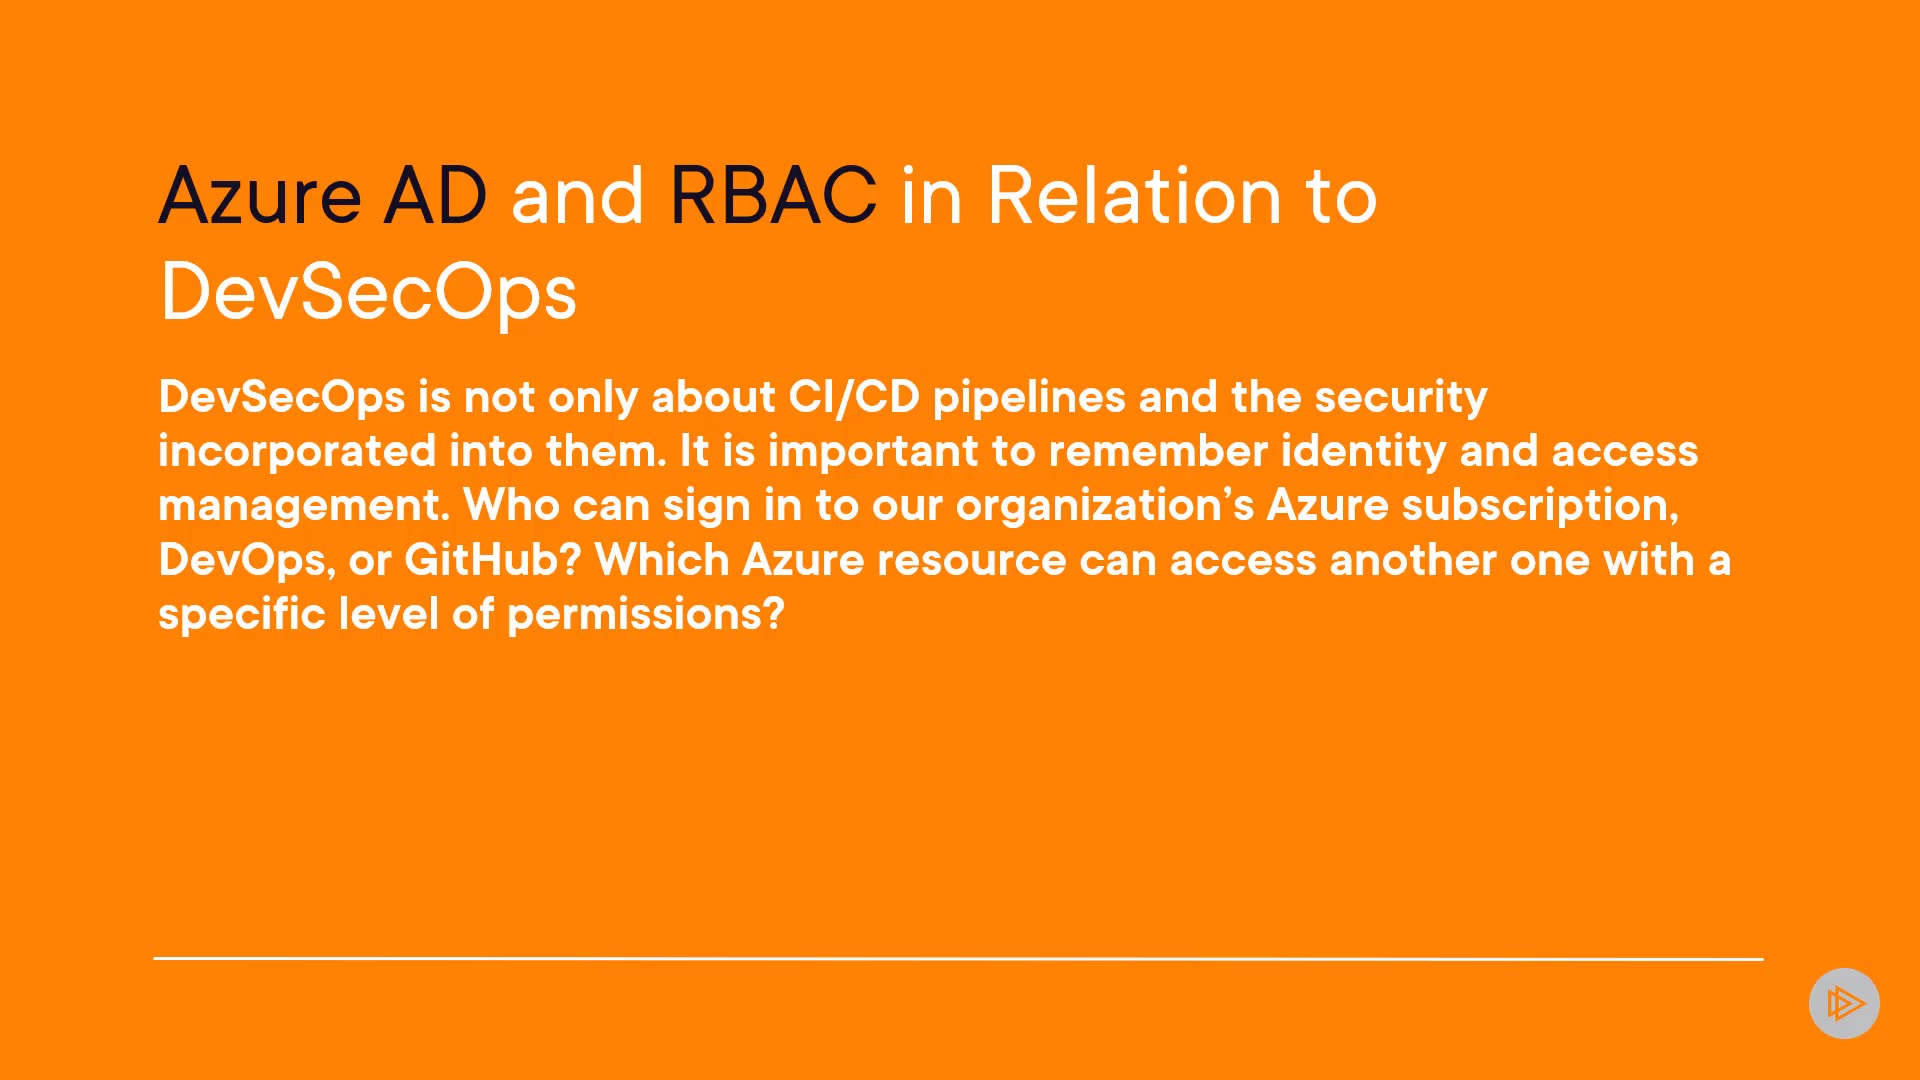 Azure AD and RBAC in Relation to
DevSecOps
DevSecOps is not only about CI/CD pipelines and the security
incorporated into them. It is important to remember identity and access
management. Who can sign in to our organization’s Azure subscription,
DevOps, or GitHub? Which Azure resource can access another one with a
specific level of permissions?